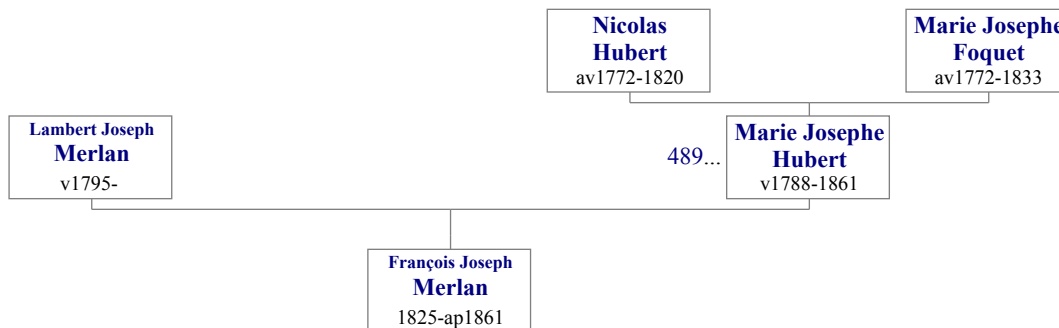 Nicolas
Hubert
av1772-1820
Marie Josephe
Foquet
av1772-1833
Lambert Joseph
Merlan
v1795-
489...
Marie Josephe
Hubert
v1788-1861
François Joseph
Merlan
1825-ap1861